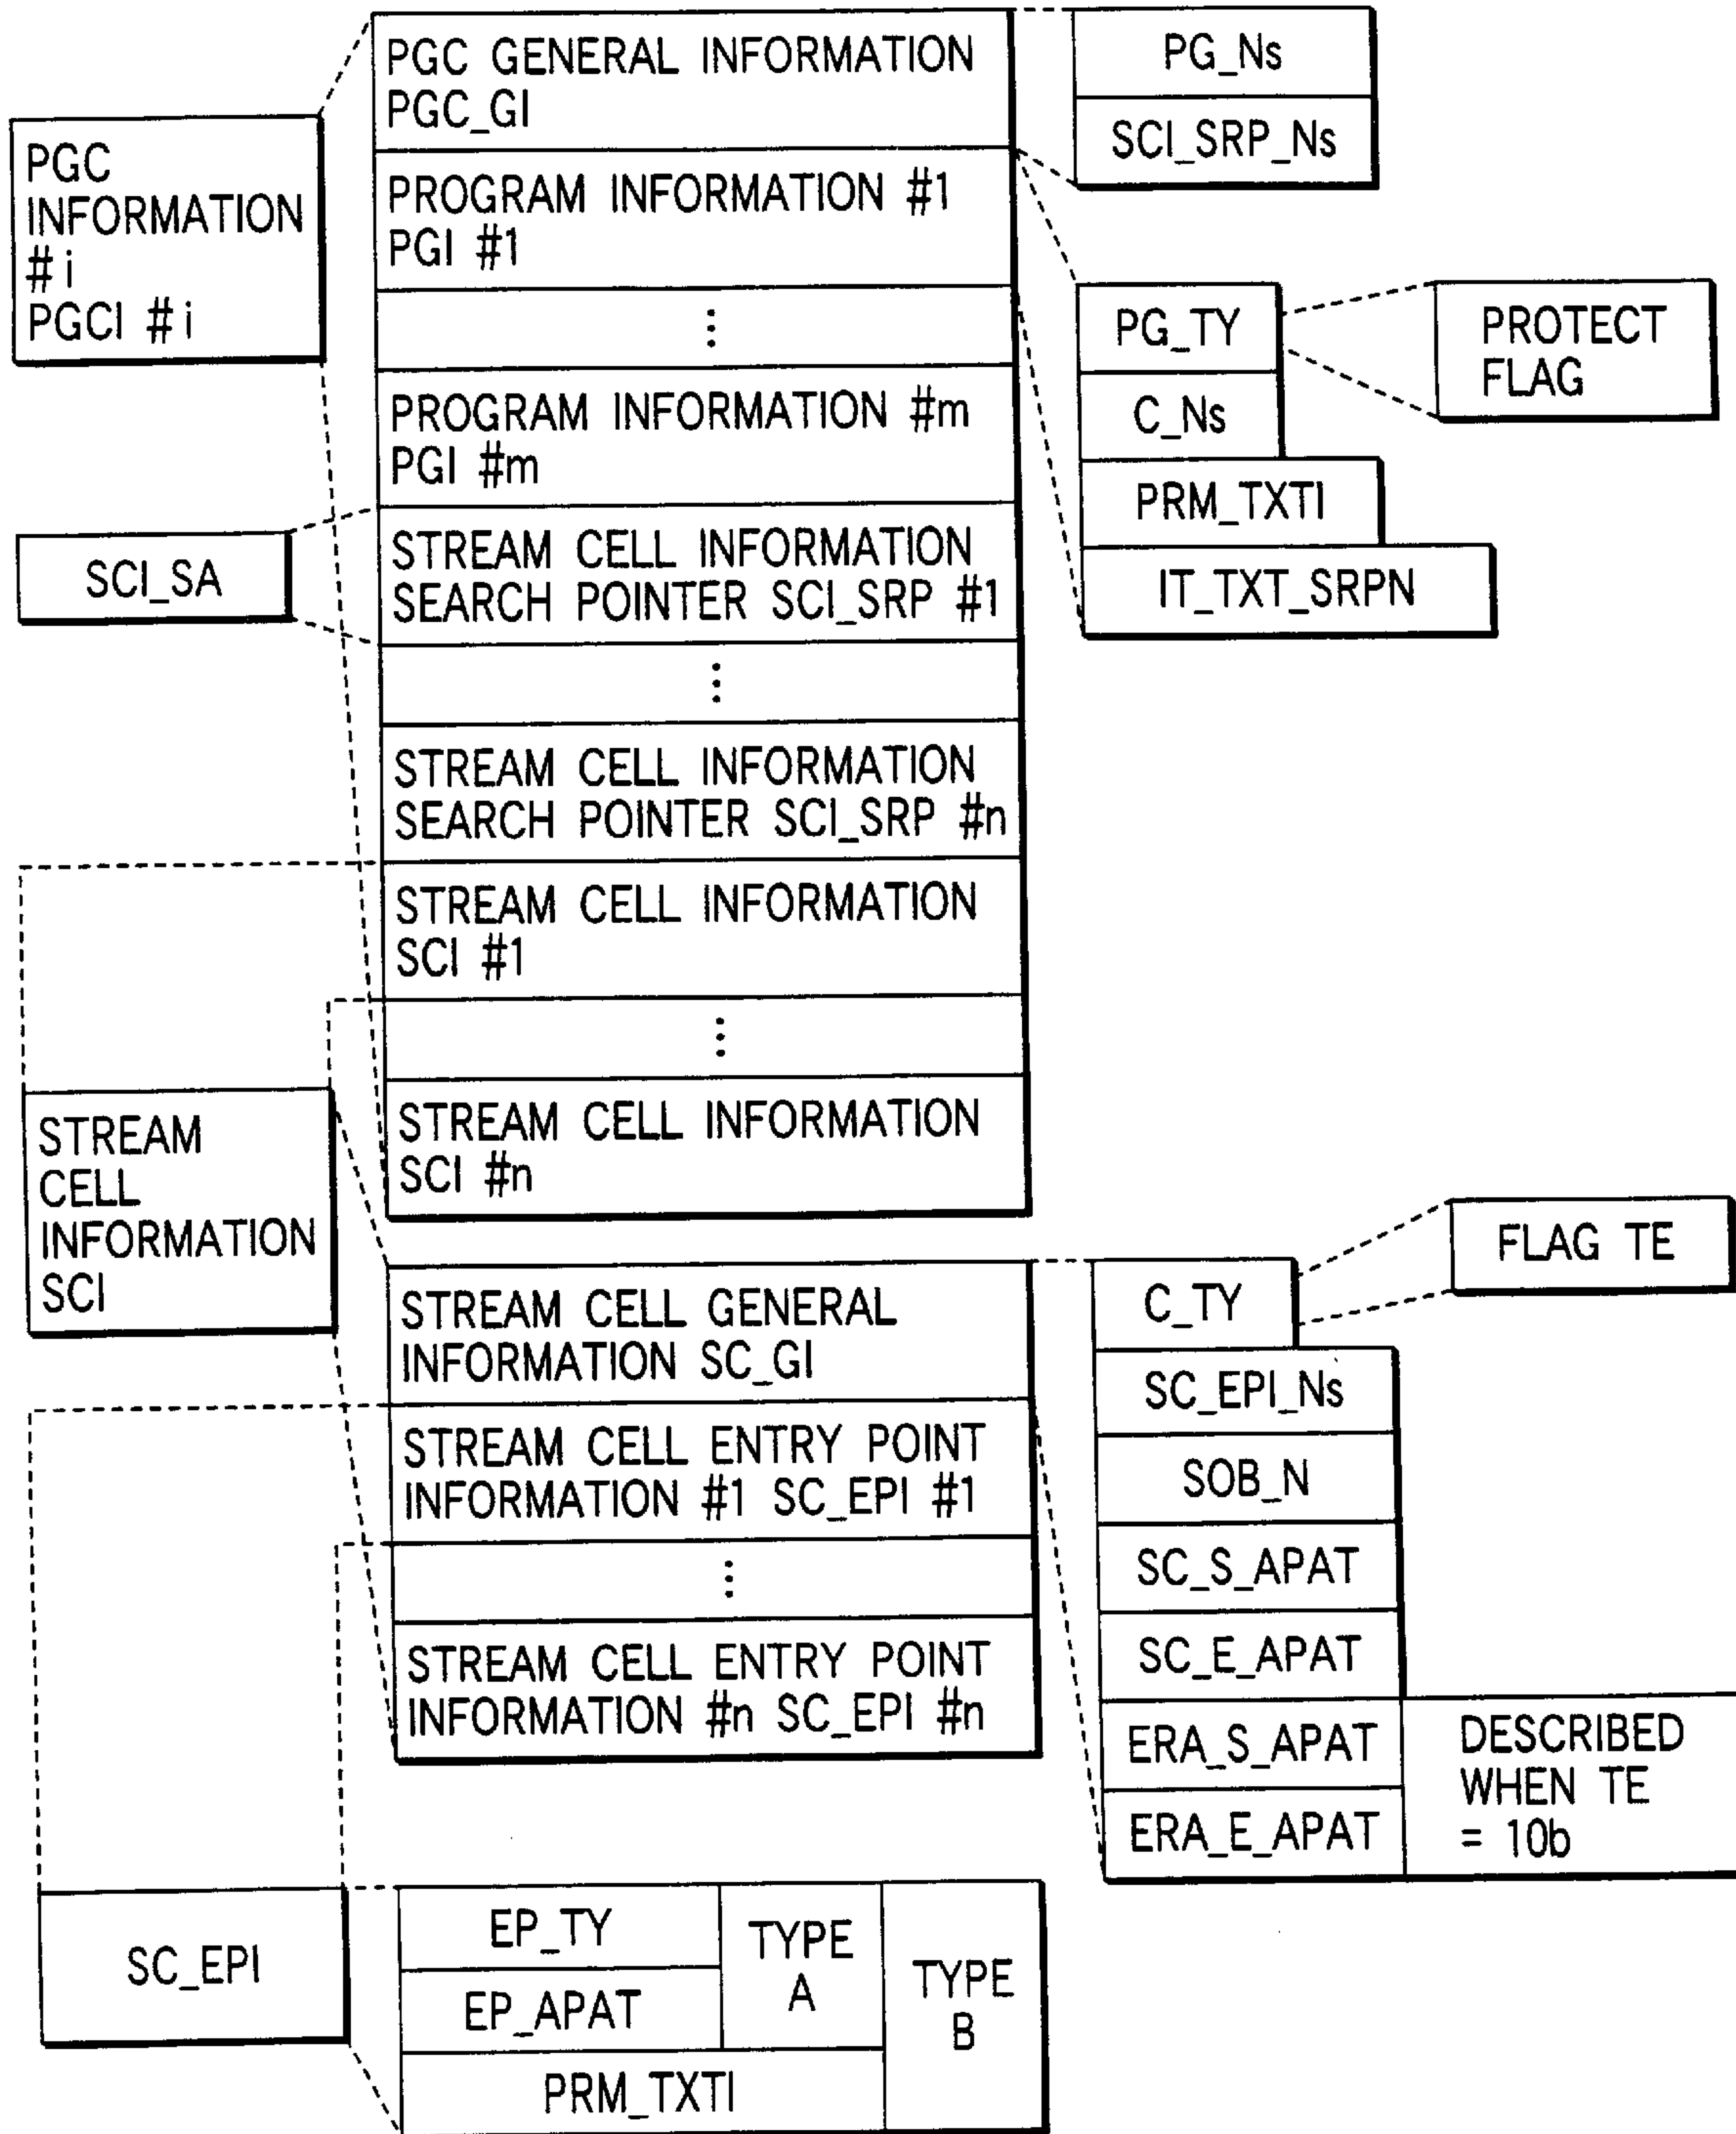 PGC
INFORMATION
# i
PGCI # i
PGC GENERAL INFORMATION
PGC_GI
PROGRAM INFORMATION #1
PGI #1
⋮
PROGRAM INFORMATION #m
PGI #m
STREAM CELL INFORMATION
SEARCH POINTER SCI_SRP #1
⋮
STREAM CELL INFORMATION
SEARCH POINTER SCI_SRP #n
STREAM CELL INFORMATION
SCI #1
⋮
STREAM CELL INFORMATION
SCI #n
PG_Ns
SCI_SRP_Ns
PG_TY
C_Ns
PRM_TXTI
IT_TXT_SRPN
PROTECT
FLAG
SCI_SA
STREAM
CELL
INFORMATION
SCI
STREAM CELL GENERAL
INFORMATION SC_GI
STREAM CELL ENTRY POINT
INFORMATION #1 SC_EPI #1
⋮
STREAM CELL ENTRY POINT
INFORMATION #n SC_EPI #n
C_TY
SC_EPI_Ns
SOB_N
SC_S_APAT
SC_E_APAT
ERA_S_APAT
ERA_E_APAT
FLAG TE
DESCRIBED
WHEN TE
= 10b
SC_EPI
EP_TY
EP_APAT
PRM_TXTI
TYPE
A
TYPE
B